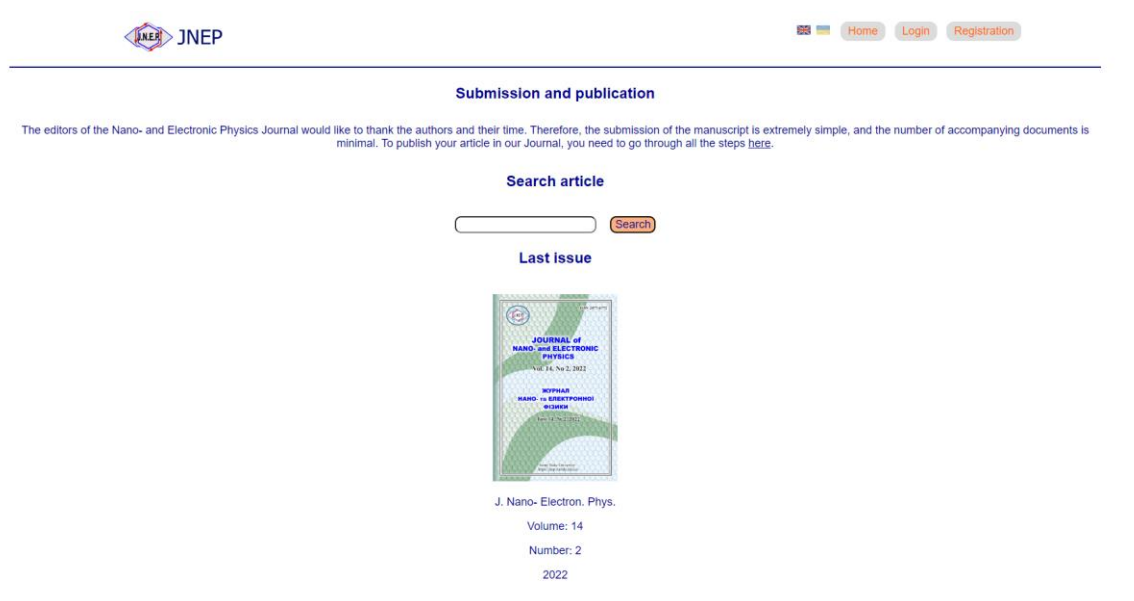 J.N.E.P. JNEP
Home Login Registration
Submission and publication
The editors of the Nano- and Electronic Physics Journal would like to thank the authors and their time. Therefore, the submission of the manuscript is extremely simple, and the number of accompanying documents is
minimal. To publish your article in our Journal, you need to go through all the steps here.
Search article
Search
Last issue
JOURNAL of
NANO- and ELECTRONIC
PHYSICS
Vol. 14, No 2, 2022
ЖУРНАЛ
НАНО- та ЕЛЕКТРОННОЇ
ФІЗИКИ
J. Nano- Electron. Phys.
Volume: 14
Number: 2
2022